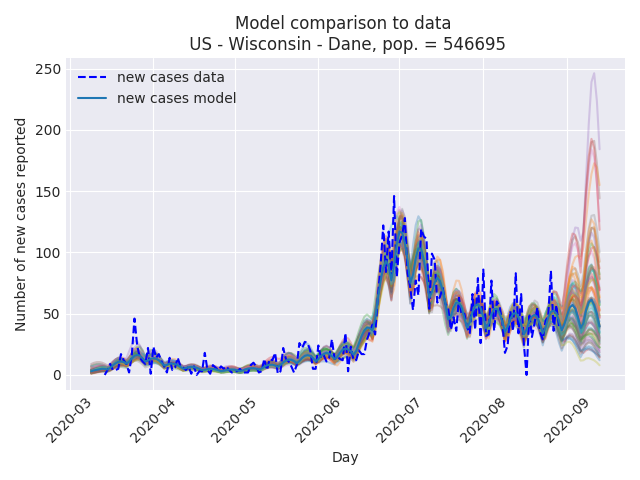 Model comparison to data
US - Wisconsin - Dane, pop. = 546695
new cases data
new cases model
Number of new cases reported
250
200
150
100
50
0
2020-03
2020-04
2020-05
2020-06
2020-07
2020-08
2020-09
Day